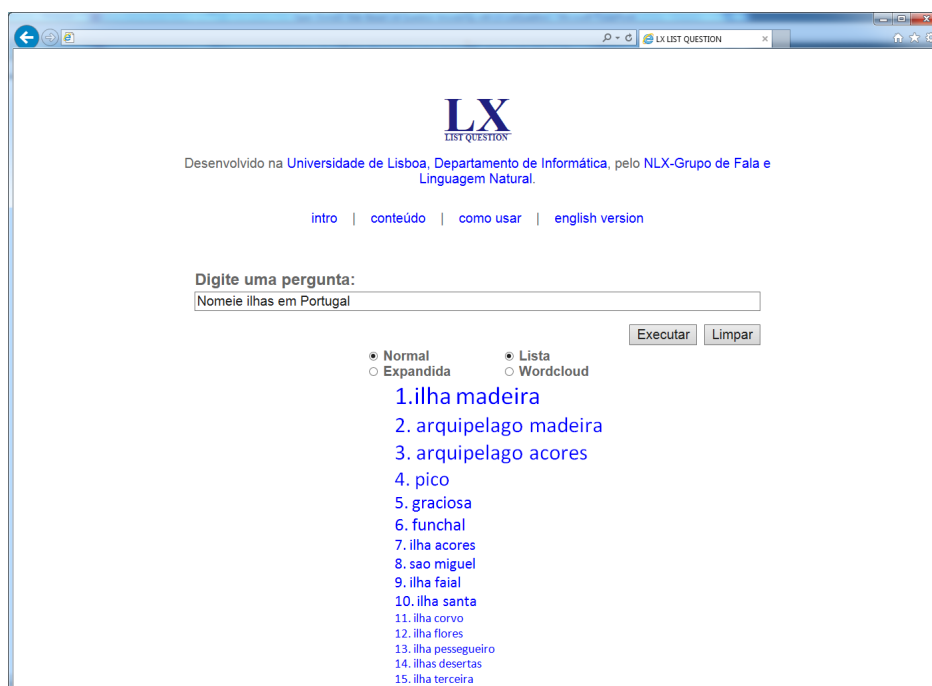 LX LIST QUESTION
LX
LIST QUESTION
Desenvolvido na Universidade de Lisboa, Departamento de Informática, pelo NLX-Grupo de Fala e
Linguagem Natural.
intro | conteúdo | como usar | english version
Digite uma pergunta:
Nomeie ilhas em Portugal
Executar Limpar
Normal Lista
Expandida Wordcloud
1.ilha madeira
2. arquipelago madeira
3. arquipelago acores
4. pico
5. graciosa
6. funchal
7. ilha acores
8. sao miguel
9. ilha faial
10. ilha santa
11. ilha corvo
12. ilha flores
13. ilha pessegueiro
14. ilhas desertas
15. ilha terceira